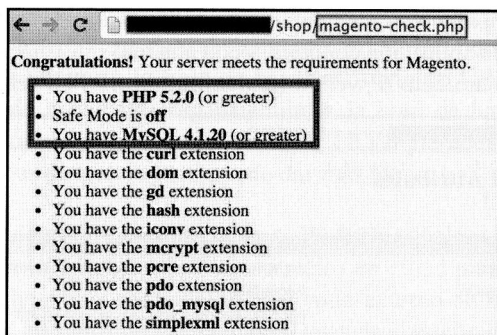 /shop/magento-check.php
Congratulations! Your server meets the requirements for Magento.
• You have PHP 5.2.0 (or greater)
• Safe Mode is off
• You have MySQL 4.1.20 (or greater)
• You have the curl extension
• You have the dom extension
• You have the gd extension
• You have the hash extension
• You have the iconv extension
• You have the mcrypt extension
• You have the pcre extension
• You have the pdo extension
• You have the pdo_mysql extension
• You have the simplexml extension